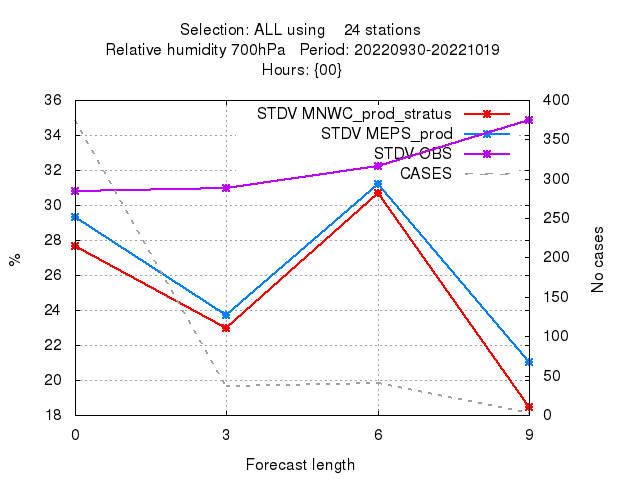 Selection: ALL using 24 stations
Relative humidity 700hPa Period: 20220930-20221019
Hours: {00}
36 400
STDV MNWC_prod_stratus
34 350
STDV MEPS_prod
STDV OBS
32 300
CASES
30 250
28 200
% No cases
26 150
24 100
22 50
20
18 0
0 3 6 9
Forecast length